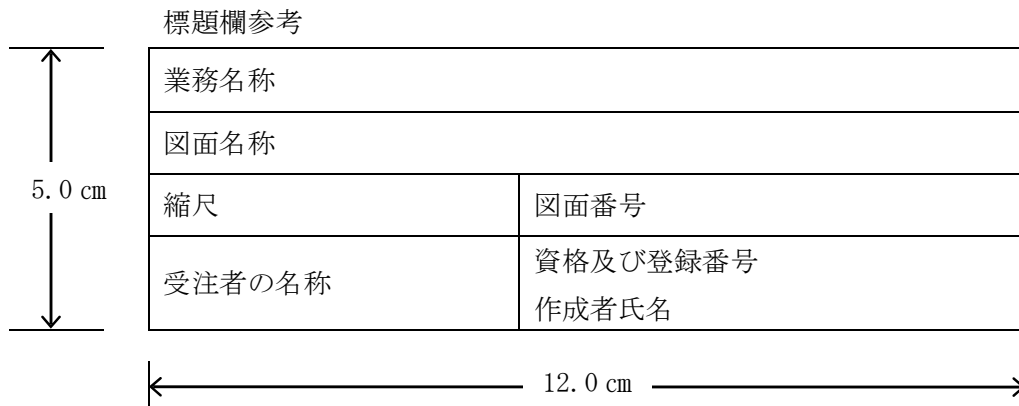 標題欄参考
業務名称
図面名称
5.0 cm
縮尺
図面番号
受注者の名称
資格及び登録番号
作成者氏名
12.0 cm